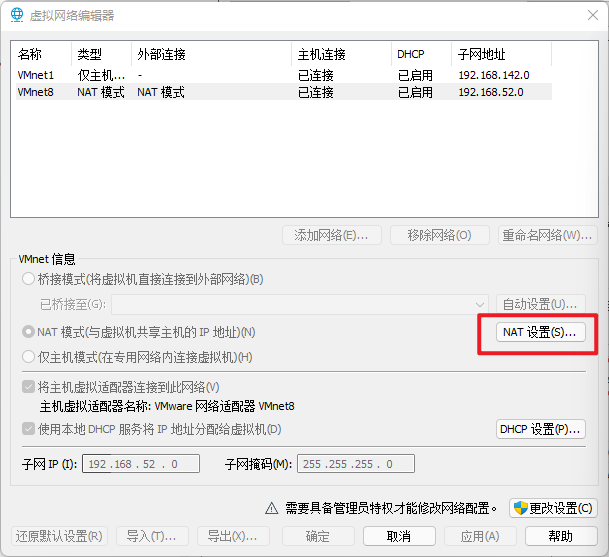 虚拟网络编辑器
名称 类型 外部连接 主机连接 DHCP 子网地址
VMnet1 仅主机... - 已连接 已启用 192.168.142.0
VMnet8 NAT 模式 NAT 模式 已连接 已启用 192.168.52.0
添加网络(E)... 移除网络(O) 重命名网络(W)...
VMnet 信息
桥接模式(将虚拟机直接连接到外部网络)(B)
已桥接至(G): 自动设置(U)...
NAT 模式(与虚拟机共享主机的 IP 地址)(N) NAT 设置(S)...
仅主机模式(在专用网络内连接虚拟机)(H)
将主机虚拟适配器连接到此网络(V)
主机虚拟适配器名称: VMware 网络适配器 VMnet8
使用本地 DHCP 服务将 IP 地址分配给虚拟机(D) DHCP 设置(P)...
子网 IP (I): 192 . 168 . 52 . 0 子网掩码(M): 255 . 255 . 255 . 0
需要具备管理员特权才能修改网络配置。 更改设置(C)
还原默认设置(R) 导入(T)... 导出(X)... 确定 取消 应用(A) 帮助